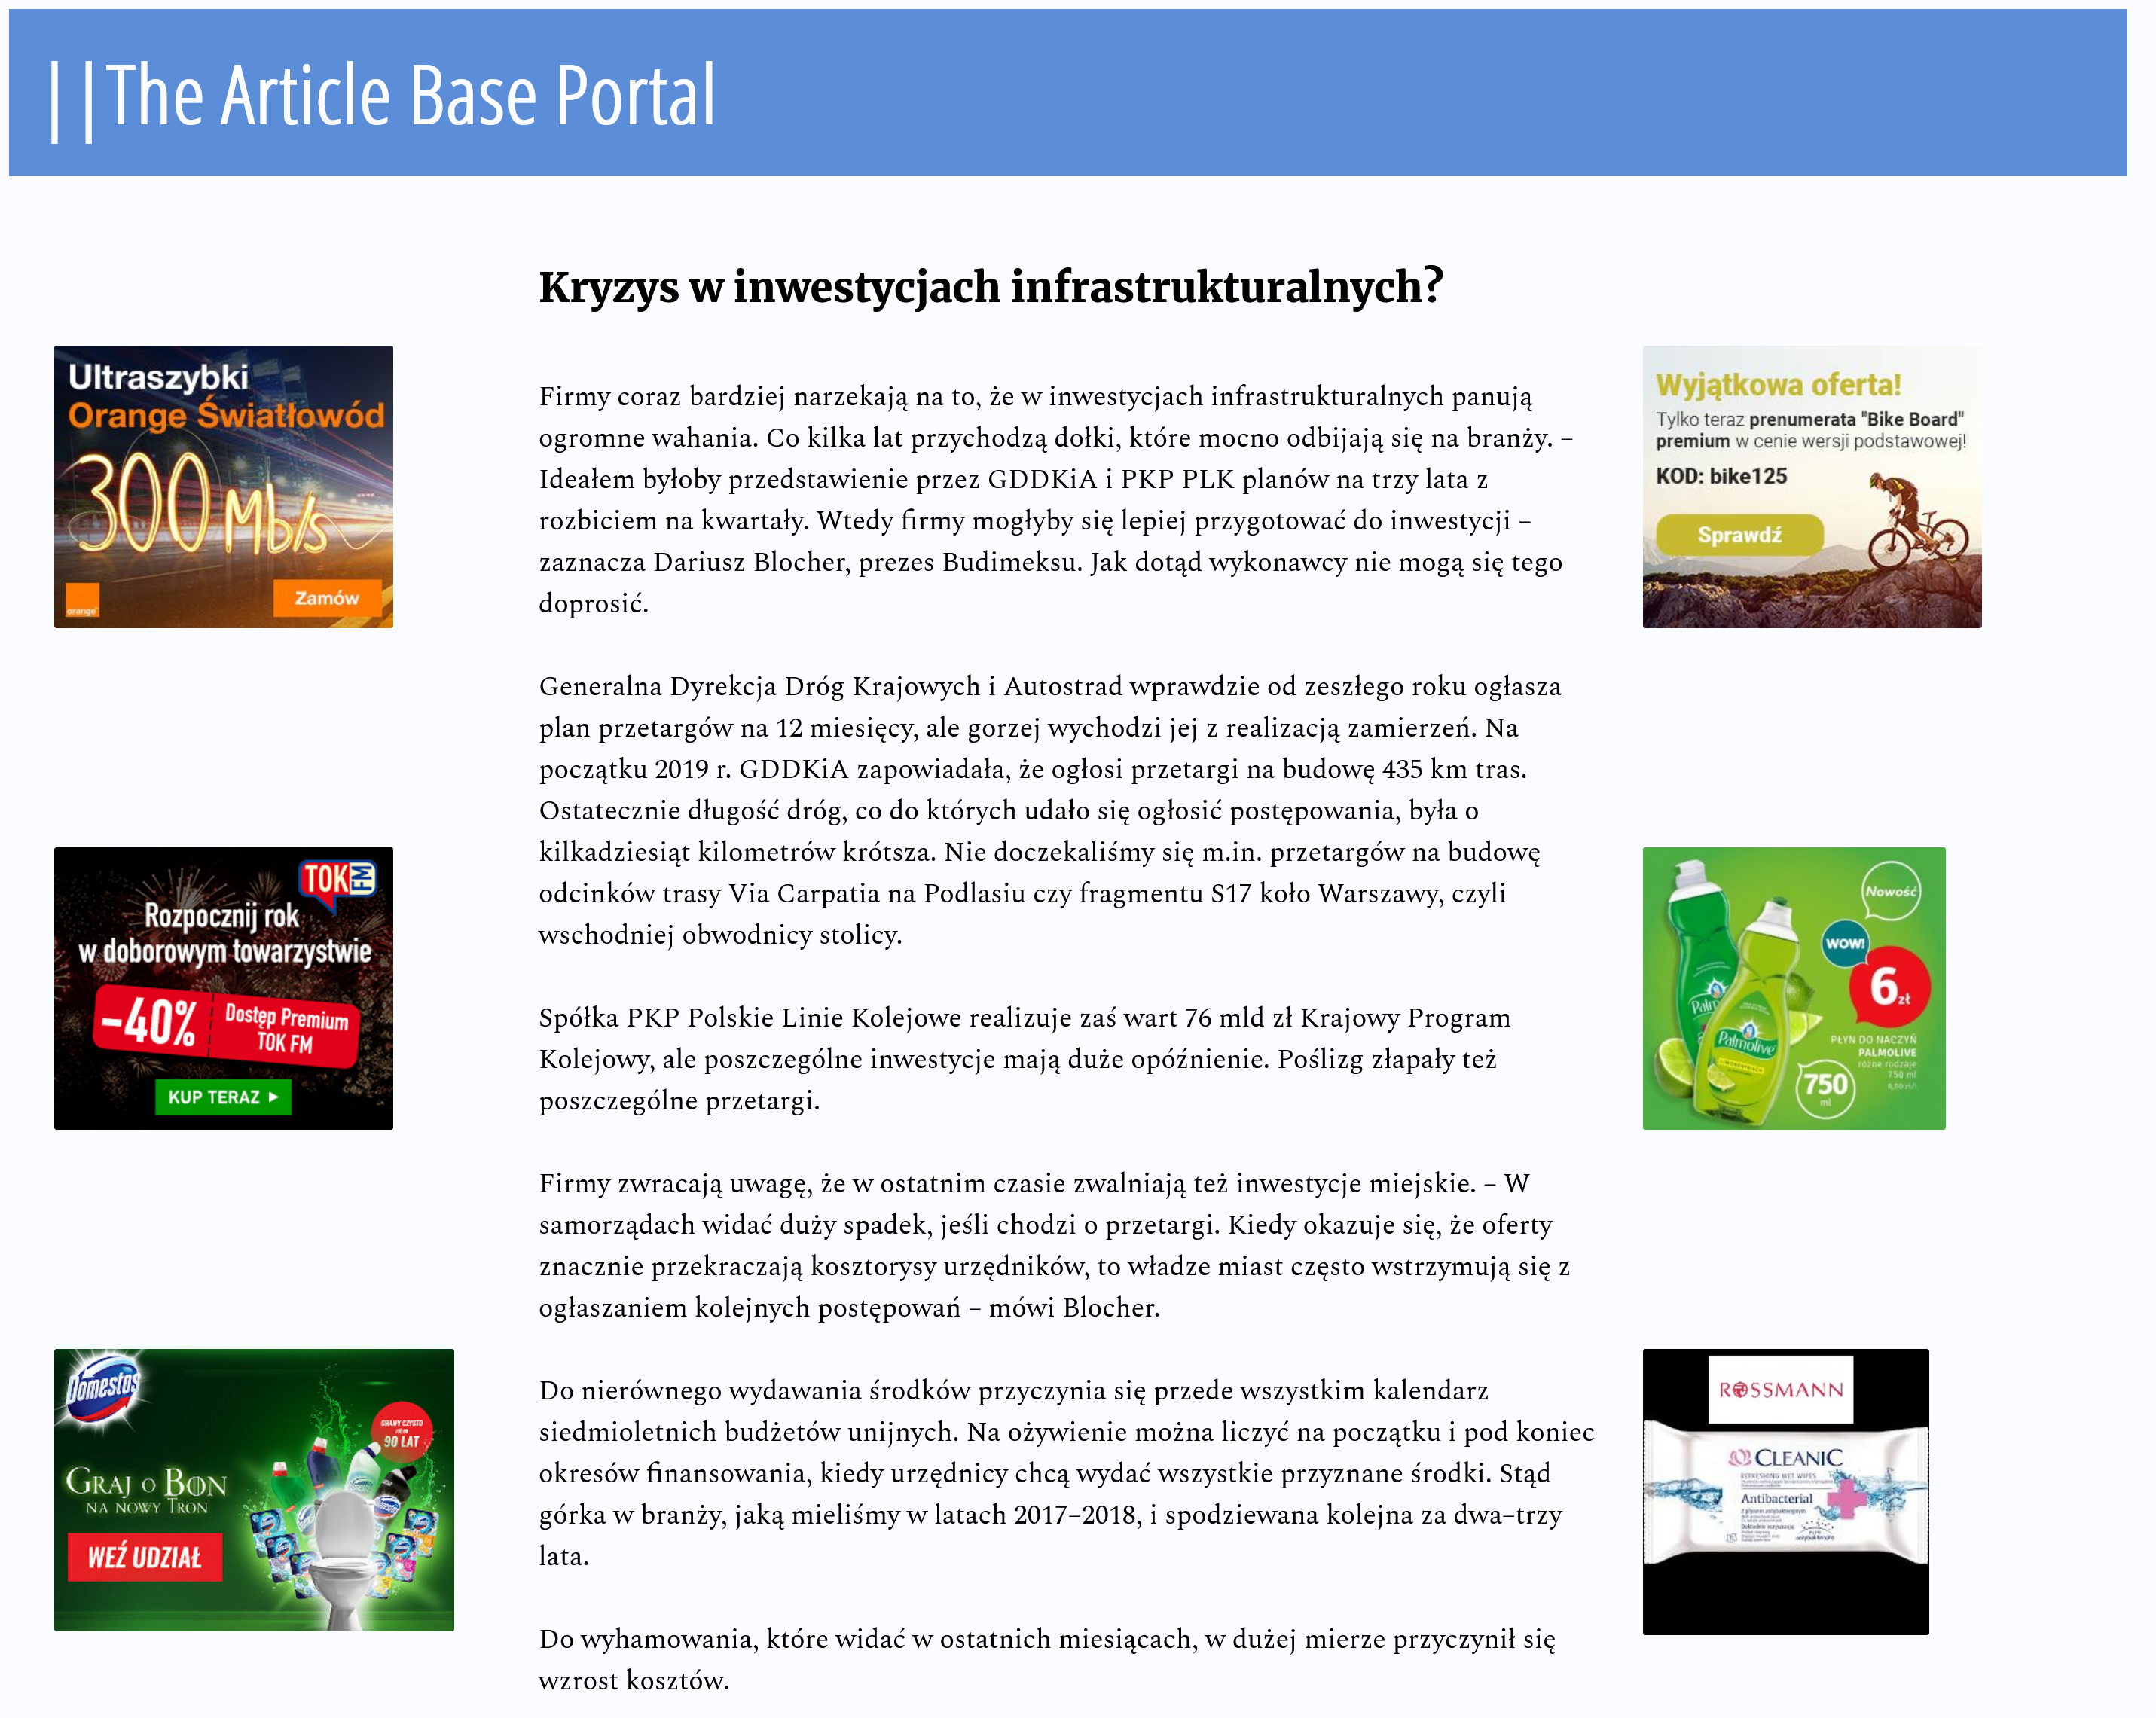 ||The Article Base Portal
Kryzys w inwestycjach infrastrukturalnych?
Firmy coraz bardziej narzekają na to, że w inwestycjach infrastrukturalnych panują
ogromne wahania. Co kilka lat przychodzą dołki, które mocno odbijają się na branży. –
Ideałem byłoby przedstawienie przez GDDKiA i PKP PLK planów na trzy lata z
rozbiciem na kwartały. Wtedy firmy mogłyby się lepiej przygotować do inwestycji –
zaznacza Dariusz Blocher, prezes Budimeksu. Jak dotąd wykonawcy nie mogą się tego
doprosić.
Generalna Dyrekcja Dróg Krajowych i Autostrad wprawdzie od zeszłego roku ogłasza
plan przetargów na 12 miesięcy, ale gorzej wychodzi jej z realizacją zamierzeń. Na
początku 2019 r. GDDKiA zapowiadała, że ogłosi przetargi na budowę 435 km tras.
Ostatecznie długość dróg, co do których udało się ogłosić postępowania, była o
kilkadziesiąt kilometrów krótsza. Nie doczekaliśmy się m.in. przetargów na budowę
odcinków trasy Via Carpatia na Podlasiu czy fragmentu S17 koło Warszawy, czyli
wschodniej obwodnicy stolicy.
Spółka PKP Polskie Linie Kolejowe realizuje zaś wart 76 mld zł Krajowy Program
Kolejowy, ale poszczególne inwestycje mają duże opóźnienie. Poślizg złapały też
poszczególne przetargi.
Firmy zwracają uwagę, że w ostatnim czasie zwalniają też inwestycje miejskie. – W
samorządach widać duży spadek, jeśli chodzi o przetargi. Kiedy okazuje się, że oferty
znacznie przekraczają kosztorysy urzędników, to władze miast często wstrzymują się z
ogłaszaniem kolejnych postępowań – mówi Blocher.
Do nierównego wydawania środków przyczynia się przede wszystkim kalendarz
siedmioletnich budżetów unijnych. Na ożywienie można liczyć na początku i pod koniec
okresów finansowania, kiedy urzędnicy chcą wydać wszystkie przyznane środki. Stąd
górka w branży, jaką mieliśmy w latach 2017–2018, i spodziewana kolejna za dwa–trzy
lata.
Do wyhamowania, które widać w ostatnich miesiącach, w dużej mierze przyczynił się
wzrost kosztów.
Ultraszybki
Orange Światłowód
300 Mb/s
orange
Zamów
TOK FM
Rozpocznij rok
w doborowym towarzystwie
-40%
Dostęp Premium
TOK FM
KUP TERAZ
Domestos
GRAMY CZYSTO
90 LAT
GRAJ O BON
NA NOWY TRON
WEŹ UDZIAŁ
Wyjątkowa oferta!
Tylko teraz prenumerata "Bike Board"
premium w cenie wersji podstawowej!
KOD: bike125
Sprawdź
Nowość
WOW!
6 zł
Palmolive
PŁYN DO NACZYŃ
PALMOLIVE
różne rodzaje
750 ml
8,00 zł/l
750
ml
ROSSMANN
CLEANIC
REFRESHING WET WIPES
Antibacterial